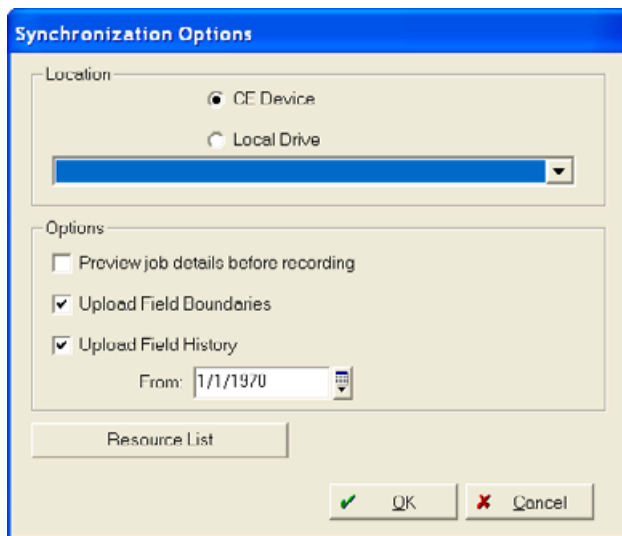 Synchronization Options
Location
CE Device
Local Drive
Options
Preview job details before recording
Upload Field Boundaries
Upload Field History
From: 1/1/1970
Resource List
OK Cancel